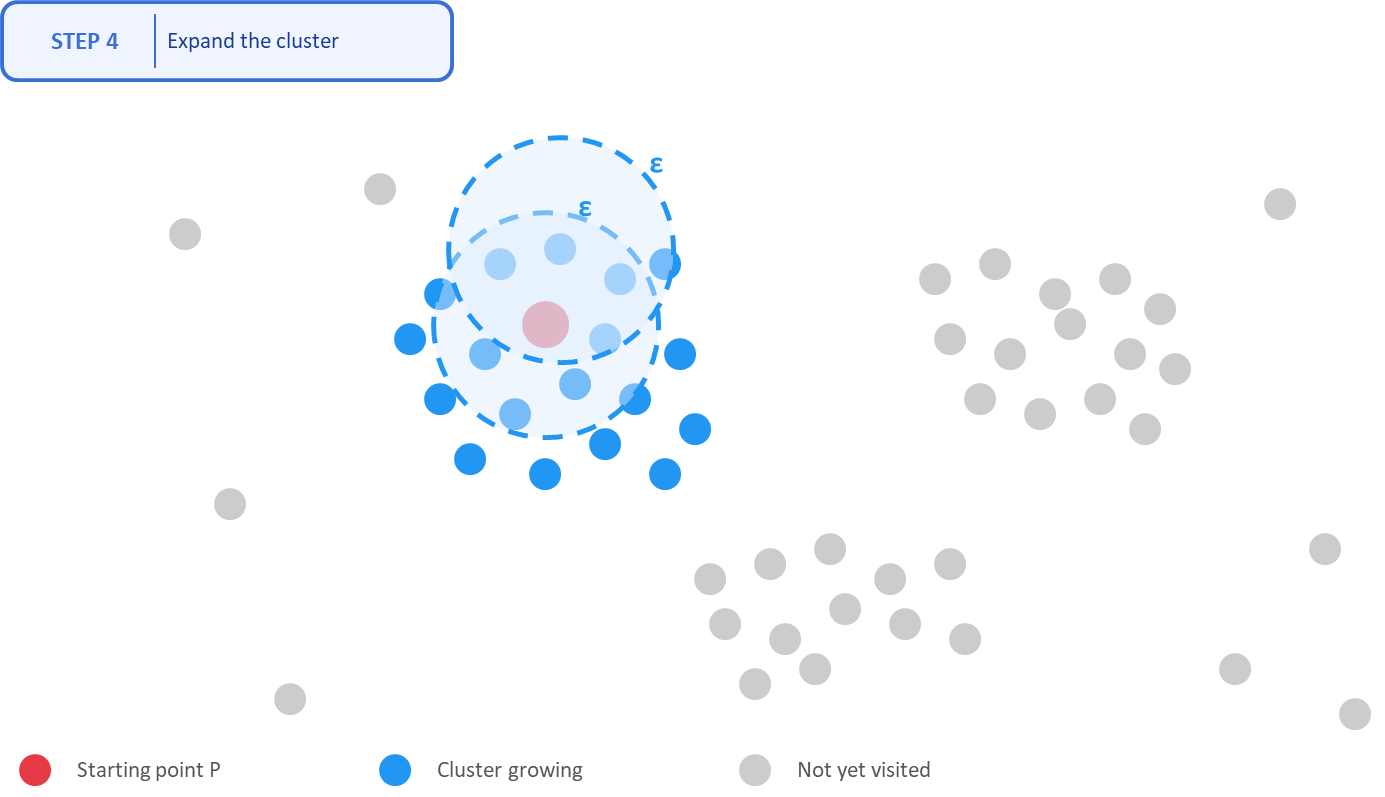 STEP 4
Expand the cluster
ε
ε
Starting point P
Cluster growing
Not yet visited